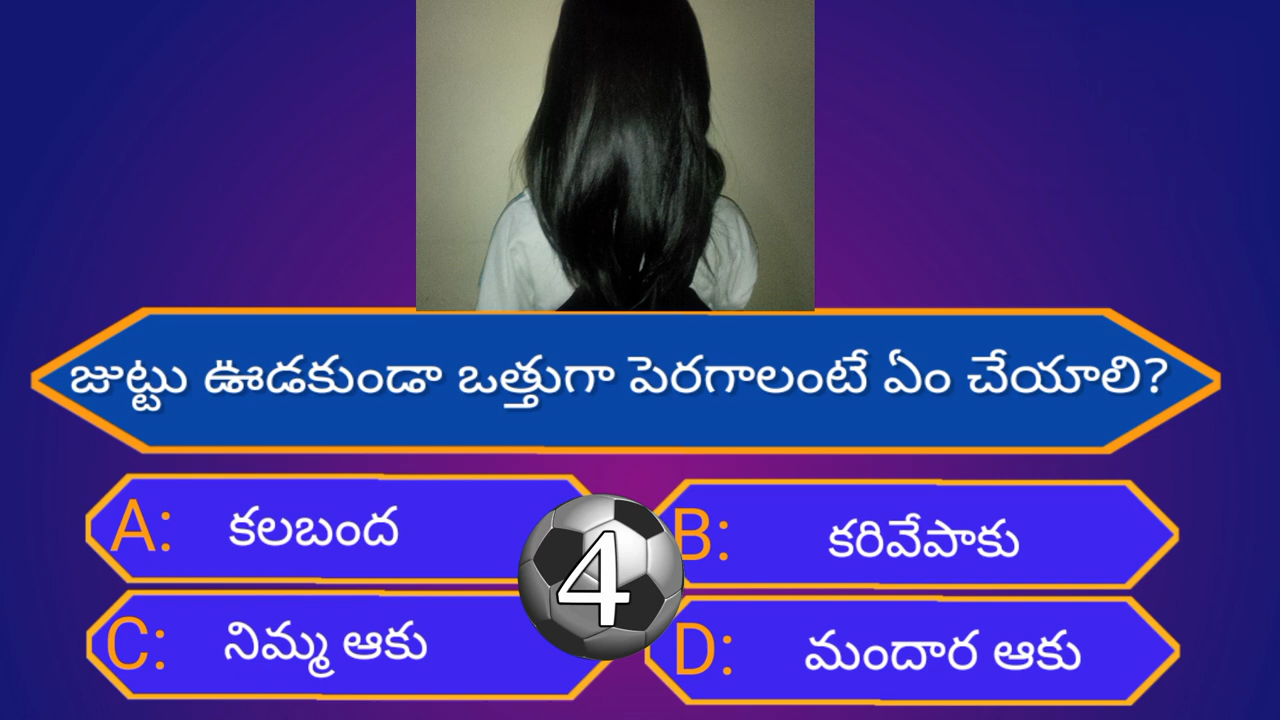 జుట్టు ఊడకుండా ఒత్తుగా పెరగాలంటే ఏం చేయాలి?
A: కలబంద
B: కరివేపాకు
4
C: నిమ్మ ఆకు
D: మందార ఆకు